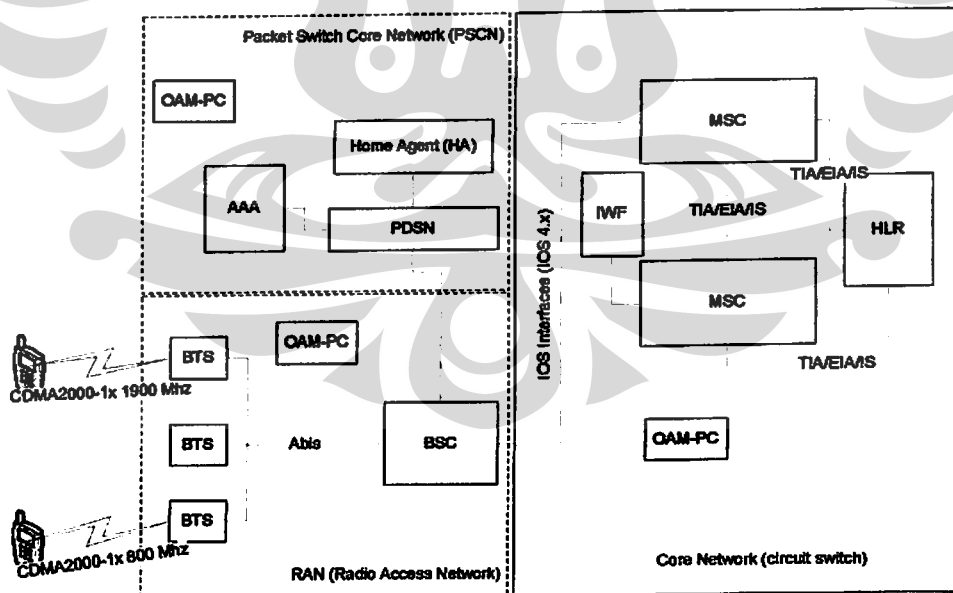 Packet Switch Core Network (PSCN)
OAM-PC
Home Agent (HA)
AAA
PDSN
MSC
TIA/EIA/IS
IWF
TIA/EIA/IS
HLR
IOS Interfaces (IOS 4.x)
MSC
TIA/EIA/IS
BTS
OAM-PC
CDMA2000-1x 1900 Mhz
BTS
Abis
BSC
OAM-PC
BTS
CDMA2000-1x 800 Mhz
RAN (Radio Access Network)
Core Network (circuit switch)